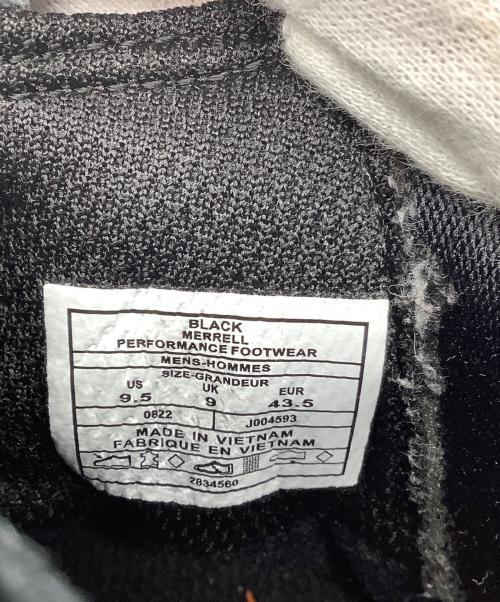 BLACK
MERRELL
PERFORMANCE FOOTWEAR
MENS-HOMMES
SIZE-GRANDEUR
US UK EUR
9.5 9 43.5
0822 J004593
MADE IN VIETNAM
FABRIQUE EN VIETNAM
2834560